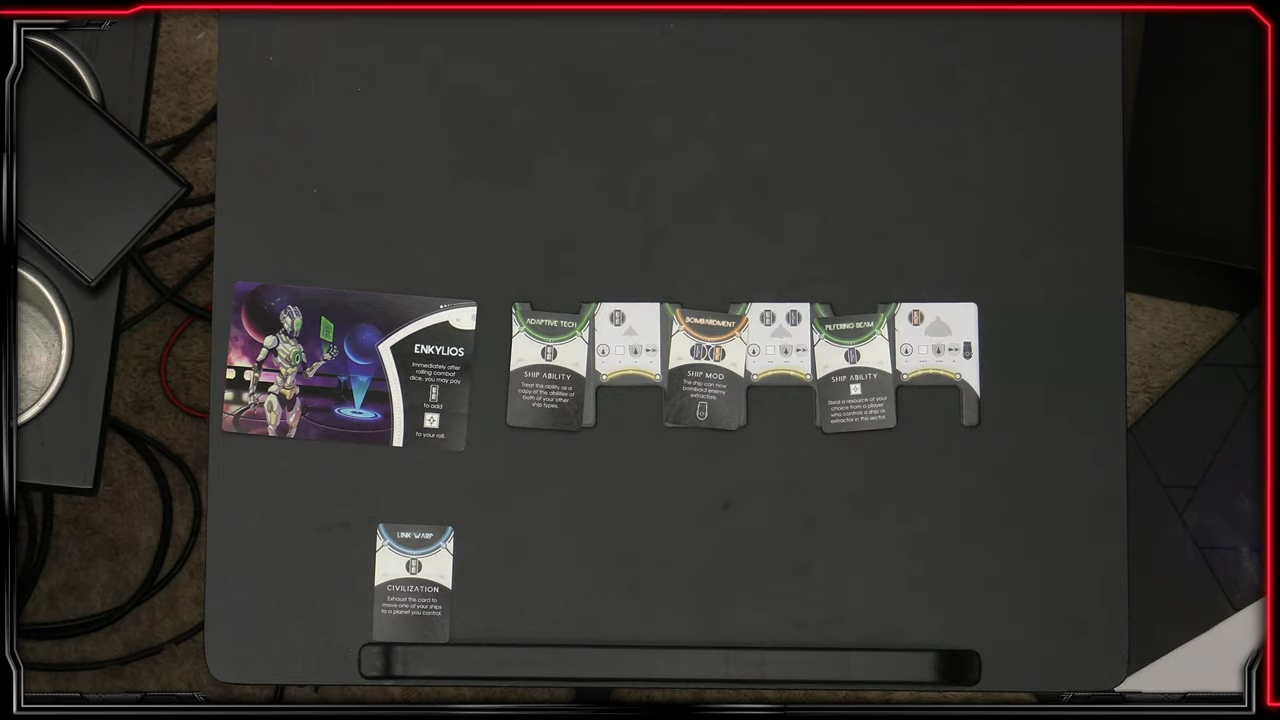 ENKYLIOS
Immediately after
rolling combat
dice, you may pay
to add
to your roll.
ADAPTIVE TECH
SHIP ABILITY
Treat this ability as a
copy of the abilities of
both of your other
ship types.
BOMBARDMENT
SHIP MOD
This ship can now
bombard enemy
extractors.
PILFERING BEAM
SHIP ABILITY
Steal a resource of your
choice from a player
who controls a ship or
extractor in this sector.
LINK WARP
CIVILIZATION
Exhaust this card to
move one of your ships
to a planet you control.